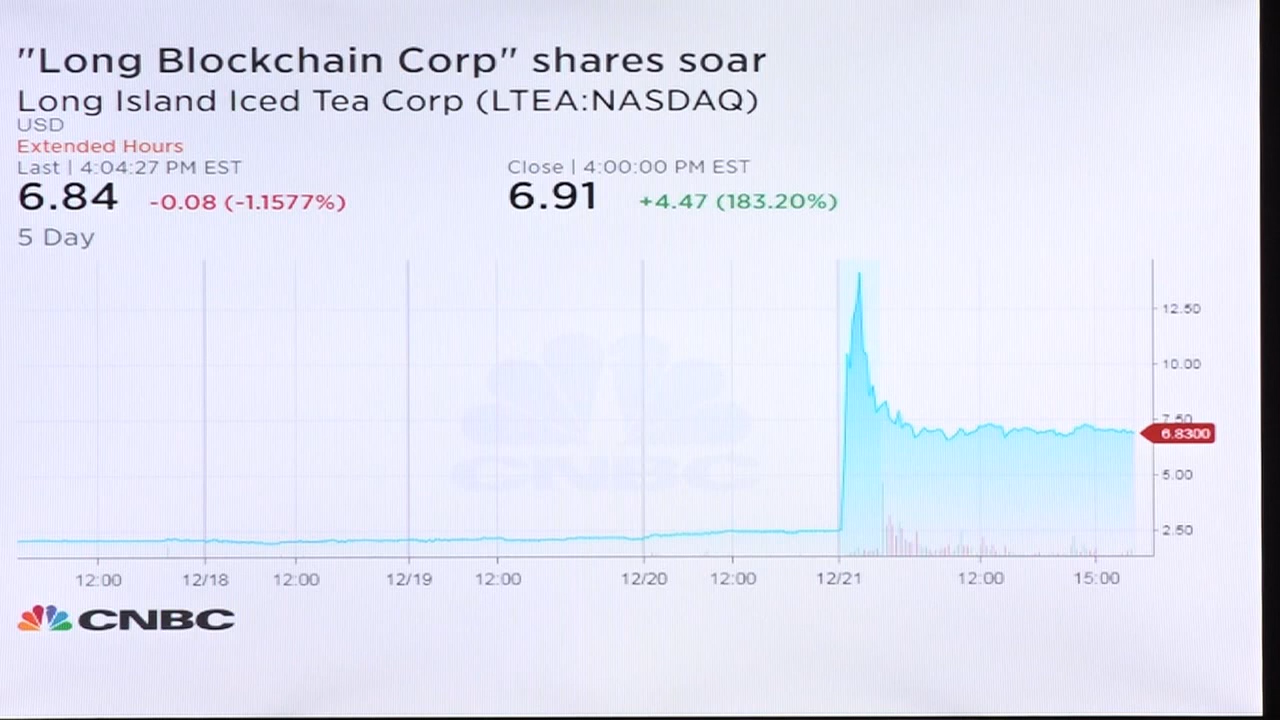 "Long Blockchain Corp" shares soar
Long Island Iced Tea Corp (LTEA:NASDAQ)
USD
Extended Hours
Last | 4:04:27 PM EST
Close | 4:00:00 PM EST
6.84 -0.08 (-1.1577%)
6.91 +4.47 (183.20%)
5 Day
12.50
10.00
7.50
6.8300
5.00
2.50
12:00 12/18 12:00 12/19 12:00 12/20 12:00 12/21 12:00 15:00
CNBC
CNBC